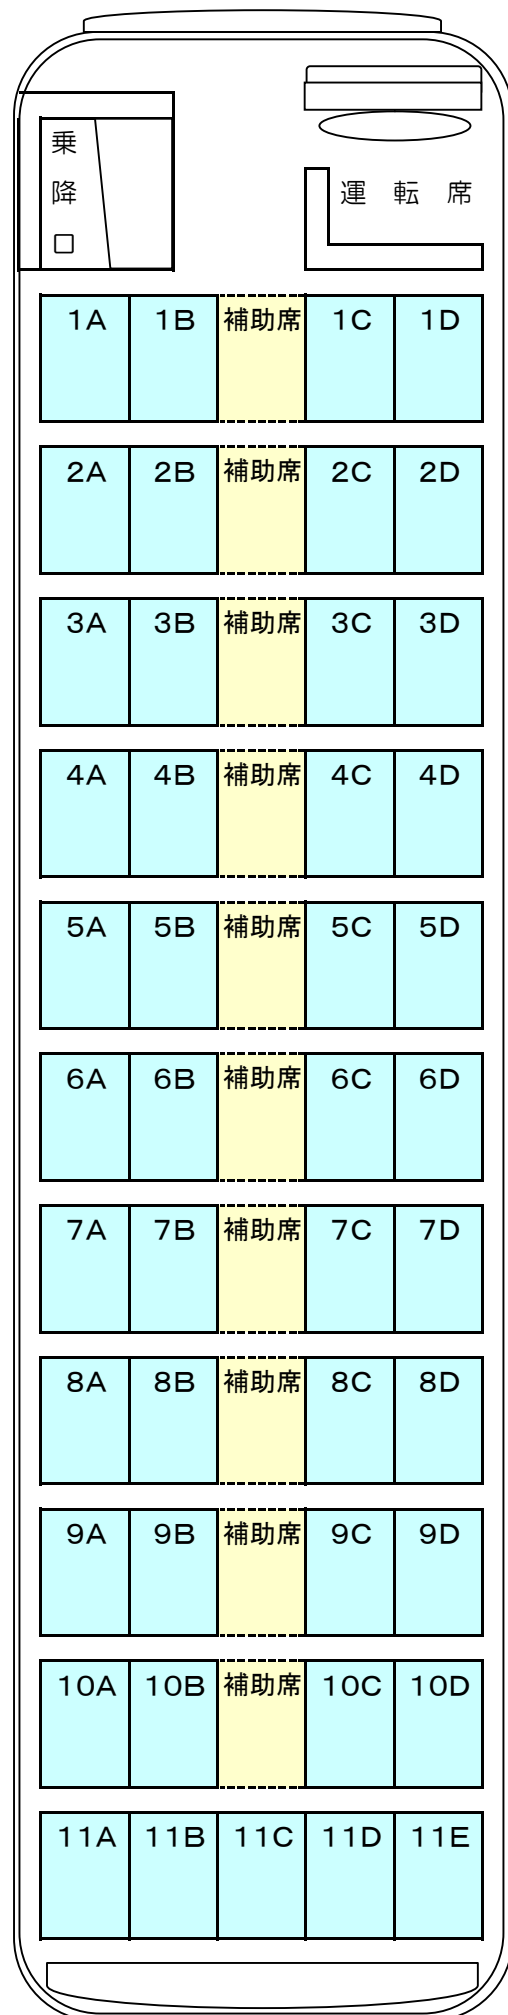 乗
降
口
運 転 席
1A 1B 補助席 1C 1D
2A 2B 補助席 2C 2D
3A 3B 補助席 3C 3D
4A 4B 補助席 4C 4D
5A 5B 補助席 5C 5D
6A 6B 補助席 6C 6D
7A 7B 補助席 7C 7D
8A 8B 補助席 8C 8D
9A 9B 補助席 9C 9D
10A 10B 補助席 10C 10D
11A 11B 11C 11D 11E